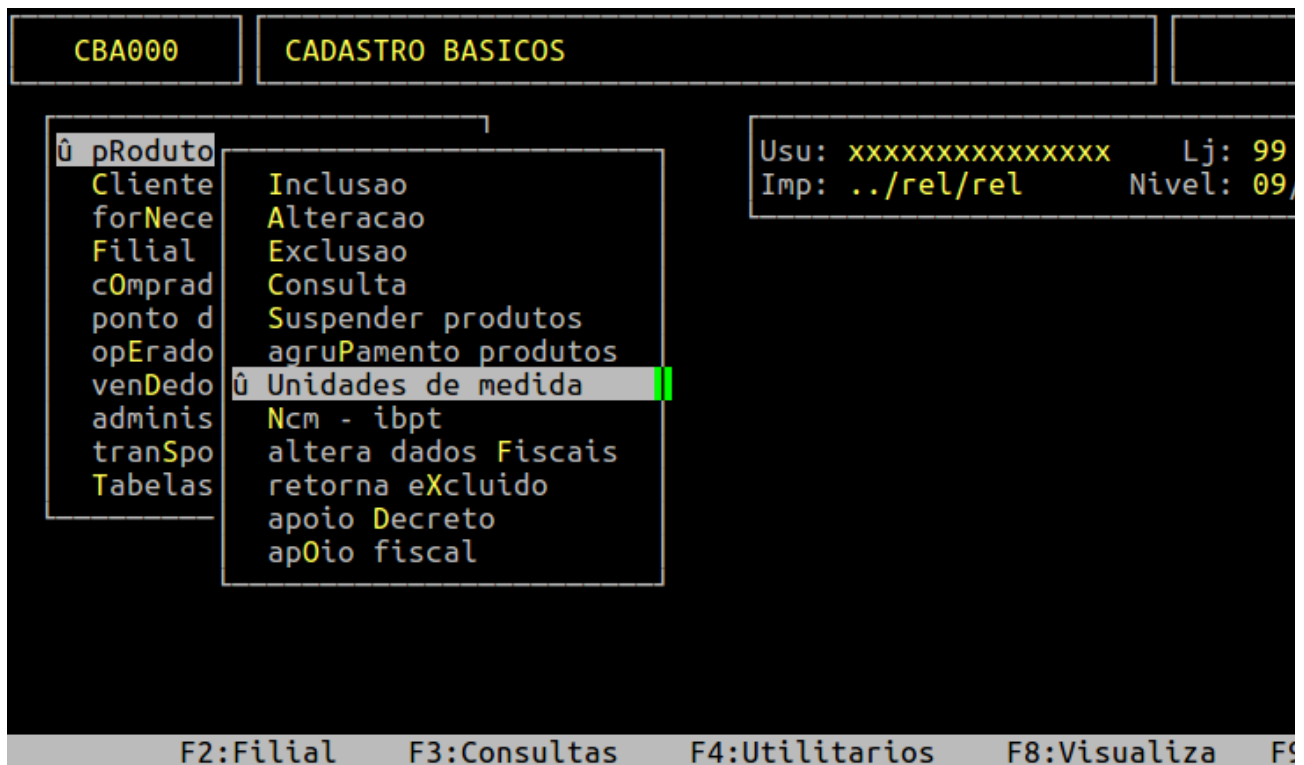 CBA000 CADASTRO BASICOS
û pRoduto
Cliente
forNece
Filial
cOmprad
ponto d
opErado
venDedo
adminis
tranSpo
Tabelas
Inclusao
Alteracao
Exclusao
Consulta
Suspender produtos
agruPamento produtos
û Unidades de medida
Ncm - ibpt
altera dados Fiscais
retorna eXcluido
apoio Decreto
apOio fiscal
Usu: xxxxxxxxxxxxxxx Lj: 99
Imp: ../rel/rel Nivel: 09/
F2:Filial F3:Consultas F4:Utilitarios F8:Visualiza F9